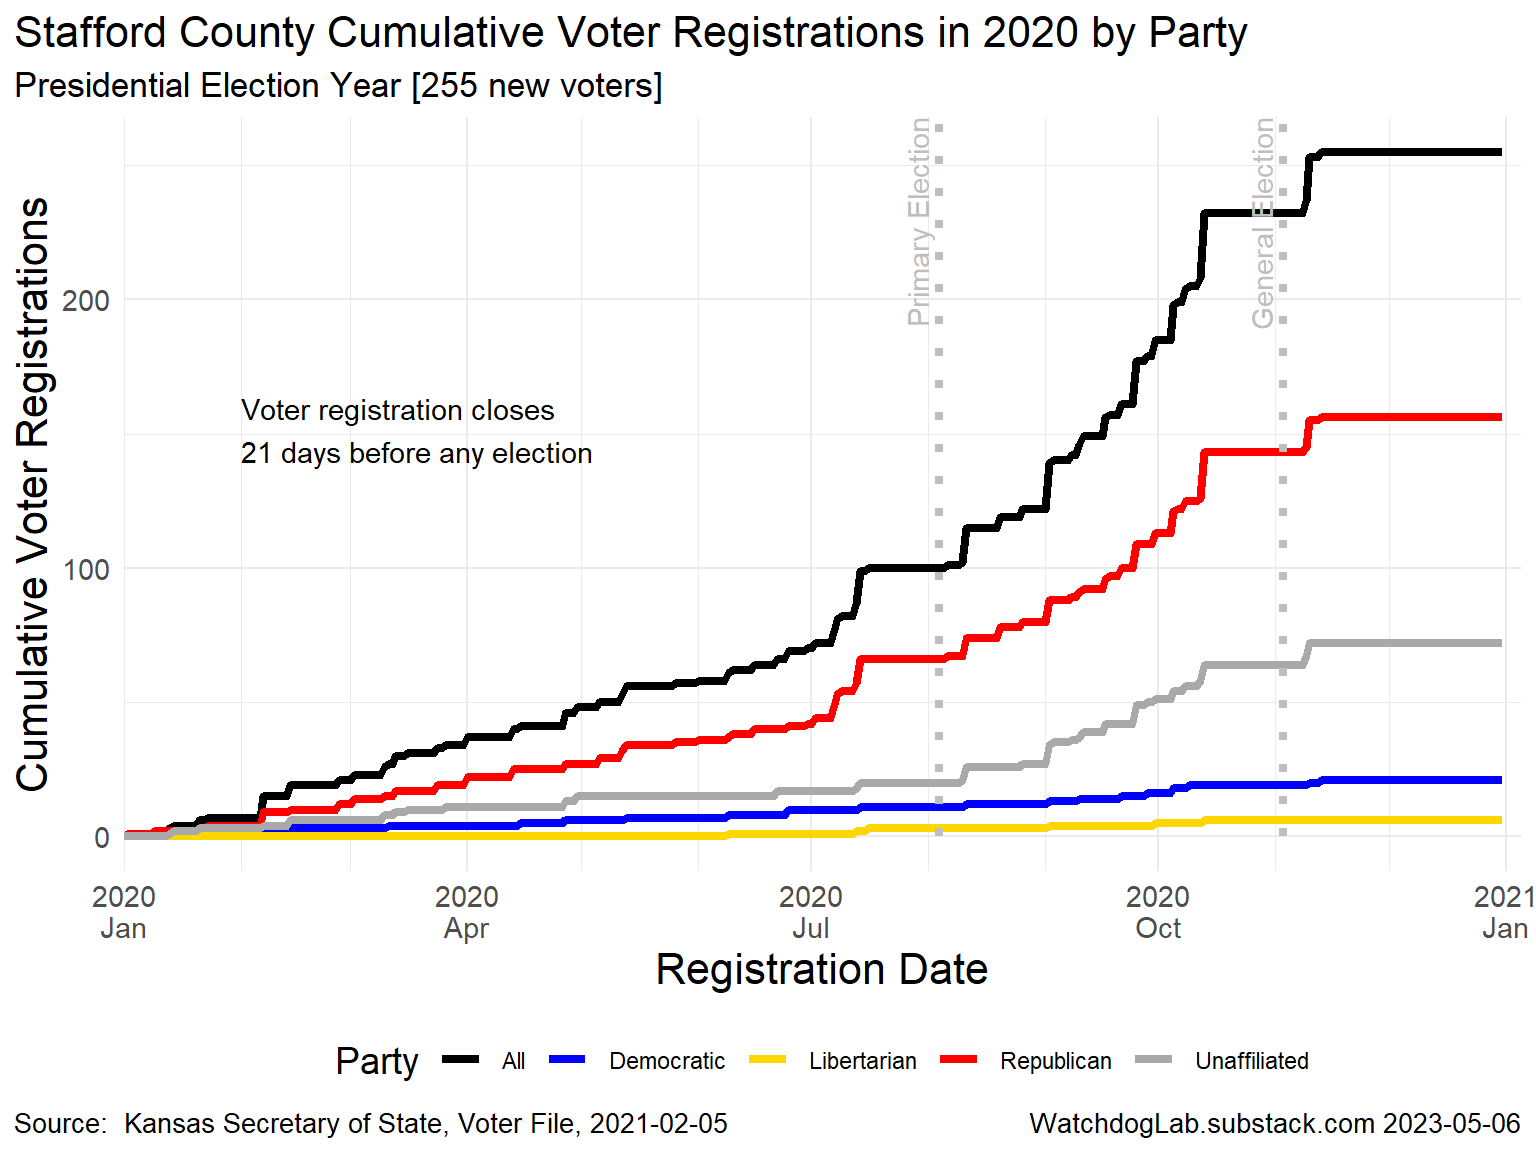 Stafford County Cumulative Voter Registrations in 2020 by Party
Presidential Election Year [255 new voters]
Cumulative Voter Registrations
200
100
0
Primary Election
General Election
Voter registration closes
21 days before any election
2020 2020 2020 2020 2021
Jan Apr Jul Oct Jan
Registration Date
Party All Democratic Libertarian Republican Unaffiliated
Source:  Kansas Secretary of State, Voter File, 2021-02-05
WatchdogLab.substack.com 2023-05-06